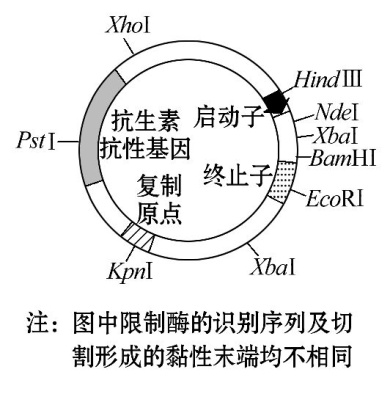 XhoI
HindⅢ
启动子
NdeI
抗生素
抗性基因
XbaI
PstI
BamHI
终止子
复制
原点
EcoRI
KpnI
XbaI
注：图中限制酶的识别序列及切
割形成的黏性末端均不相同